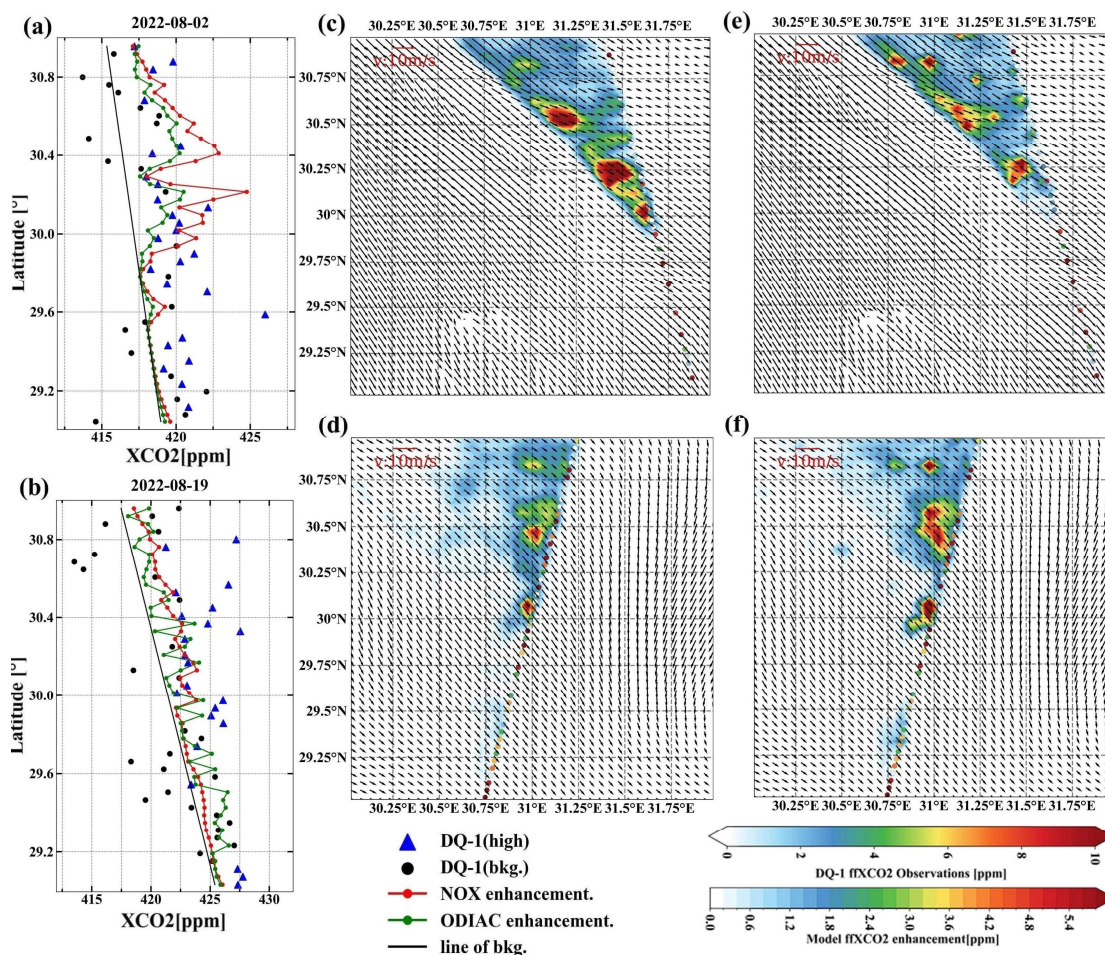 (a) 2022-08-02
30.8
30.4
30.0
29.6
29.2
Latitude [°]
415 420 425
XCO2[ppm]
(b) 2022-08-19
30.8
30.4
30.0
29.6
29.2
Latitude [°]
415 420 425 430
XCO2[ppm]
(c) 30.25°E 30.5°E 30.75°E 31°E 31.25°E 31.5°E 31.75°E
v:10m/s
30.75°N
30.5°N
30.25°N
30°N
29.75°N
29.5°N
29.25°N
(e) 30.25°E 30.5°E 30.75°E 31°E 31.25°E 31.5°E 31.75°E
v:10m/s
(d)
v:10m/s
30.75°N
30.5°N
30.25°N
30°N
29.75°N
29.5°N
29.25°N
30.25°E 30.5°E 30.75°E 31°E 31.25°E 31.5°E 31.75°E
(f)
v:10m/s
30.25°E 30.5°E 30.75°E 31°E 31.25°E 31.5°E 31.75°E
DQ-1(high)
DQ-1(bkg.)
NOX enhancement.
ODIAC enhancement.
line of bkg.
0 2 4 6 8 10
DQ-1 ffXCO2 Observations [ppm]
0.0 0.6 1.2 1.8 2.4 3.0 3.6 4.2 4.8 5.4
Model ffXCO2 enhancement[ppm]